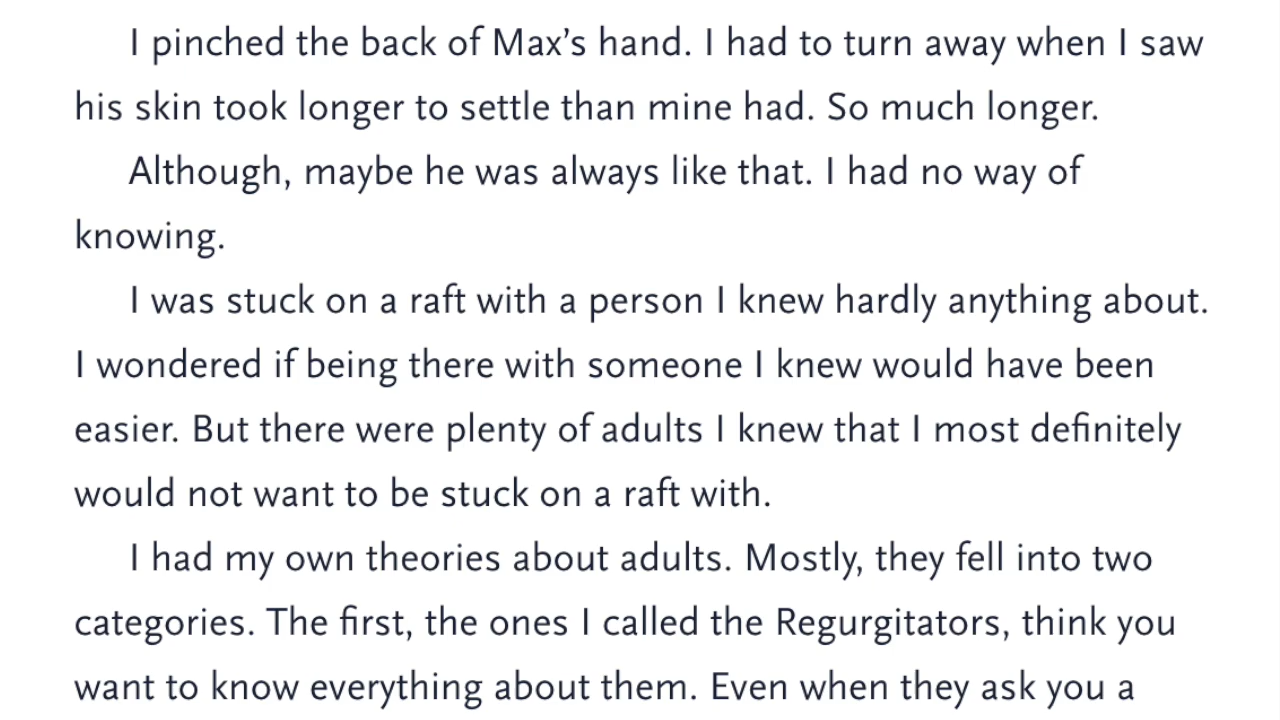 I pinched the back of Max’s hand. I had to turn away when I saw
his skin took longer to settle than mine had. So much longer.
Although, maybe he was always like that. I had no way of
knowing.
I was stuck on a raft with a person I knew hardly anything about.
I wondered if being there with someone I knew would have been
easier. But there were plenty of adults I knew that I most definitely
would not want to be stuck on a raft with.
I had my own theories about adults. Mostly, they fell into two
categories. The first, the ones I called the Regurgitators, think you
want to know everything about them. Even when they ask you a